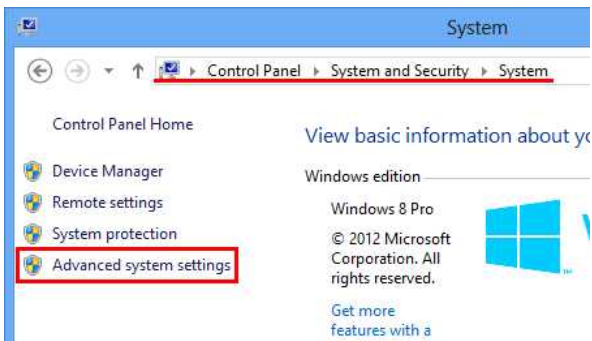 System
Control Panel ▸ System and Security ▸ System
Control Panel Home
Device Manager
Remote settings
System protection
Advanced system settings
View basic information about
Windows edition
Windows 8 Pro
© 2012 Microsoft
Corporation. All
rights reserved.
Get more
features with a